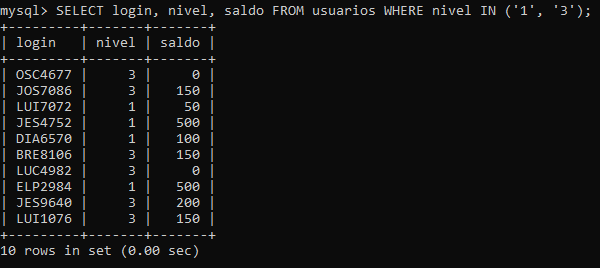 mysql> SELECT login, nivel, saldo FROM usuarios WHERE nivel IN ('1', '3');
+---------+-------+-------+
| login   | nivel | saldo |
+---------+-------+-------+
| OSC4677 |     3 |     0 |
| JOS7086 |     3 |   150 |
| LUI7072 |     1 |    50 |
| JES4752 |     1 |   500 |
| DIA6570 |     1 |   100 |
| BRE8106 |     3 |   150 |
| LUC4982 |     3 |     0 |
| ELP2984 |     1 |   500 |
| JES9640 |     3 |   200 |
| LUI1076 |     3 |   150 |
+---------+-------+-------+
10 rows in set (0.00 sec)